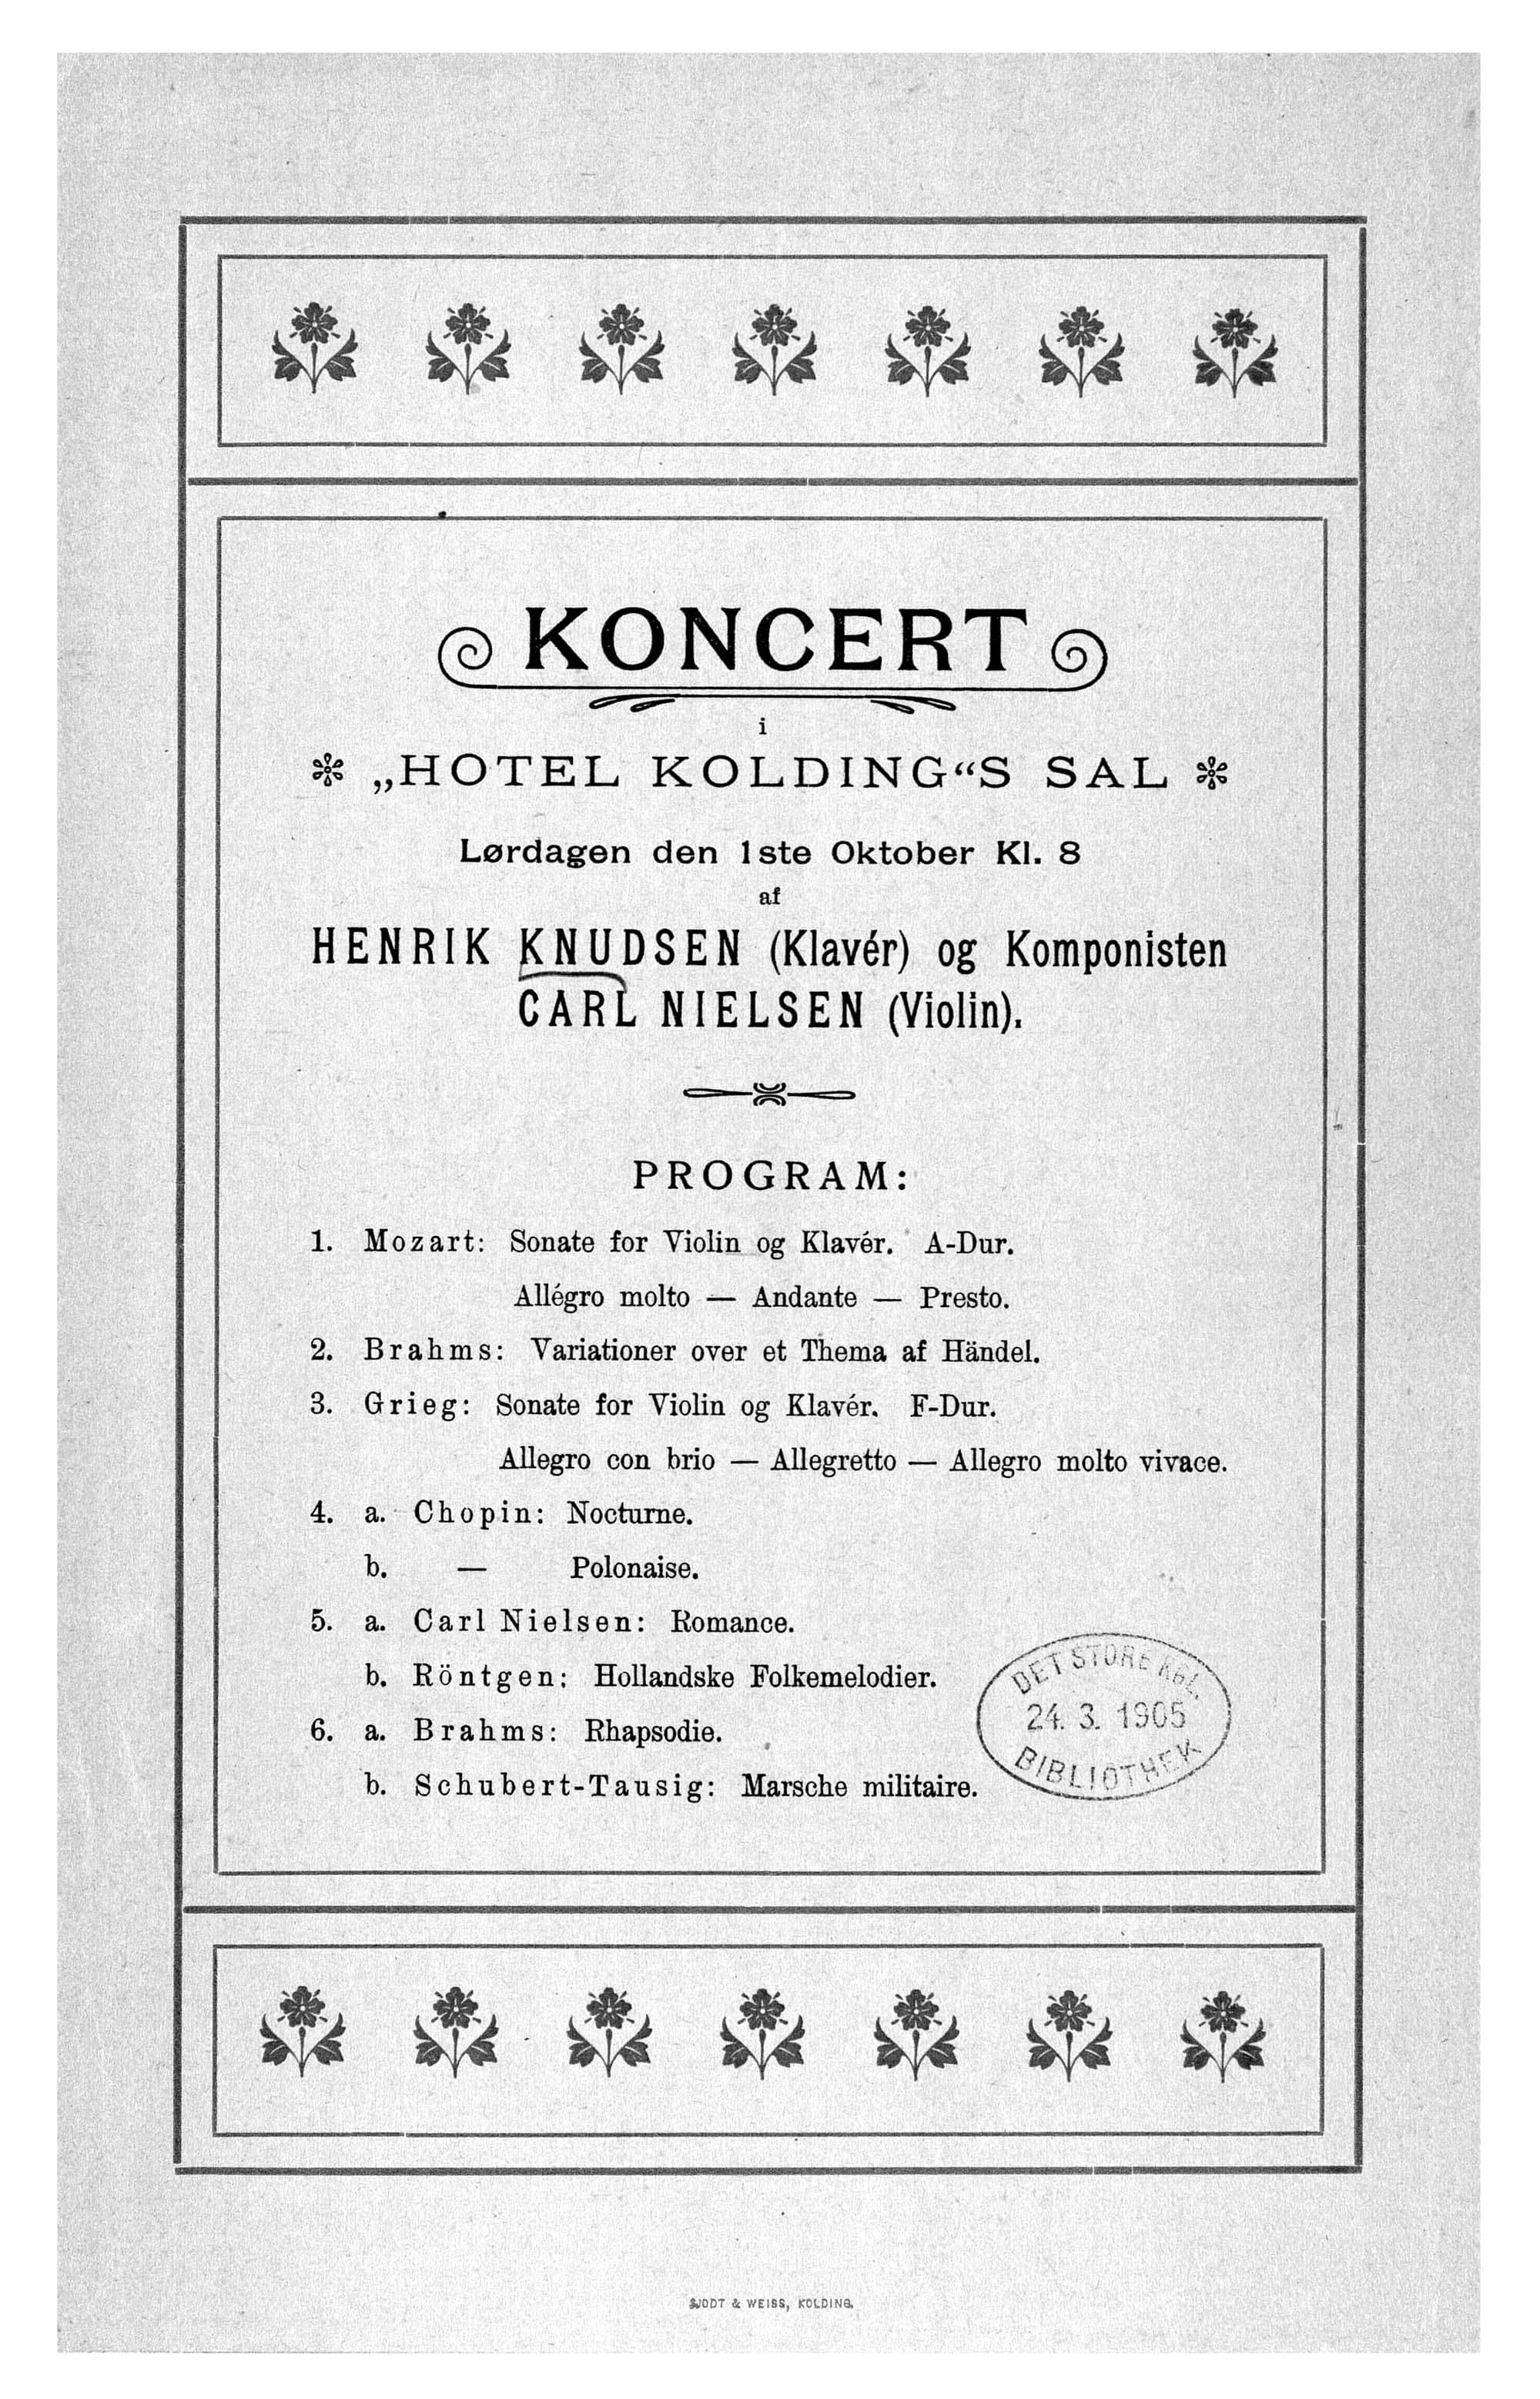 KONCERT
i
„HOTEL KOLDING“S SAL
Lørdagen den 1ste Oktober Kl. 8
af
HENRIK KNUDSEN (Klavér) og Komponisten
CARL NIELSEN (Violin).
PROGRAM:
1. Mozart: Sonate for Violin og Klavér. A-Dur.
Allégro molto — Andante — Presto.
2. Brahms: Variationer over et Thema af Händel.
3. Grieg: Sonate for Violin og Klavér. F-Dur.
Allegro con brio — Allegretto — Allegro molto vivace.
4. a. Chopin: Nocturne.
b. — Polonaise.
5. a. Carl Nielsen: Romance.
b. Röntgen: Hollandske Folkemelodier.
6. a. Brahms: Rhapsodie.
b. Schubert-Tausig: Marsche militaire.
DET STORE KGL.
24. 3. 1905
BIBLIOTHEK
& WEISS, KOLDING.